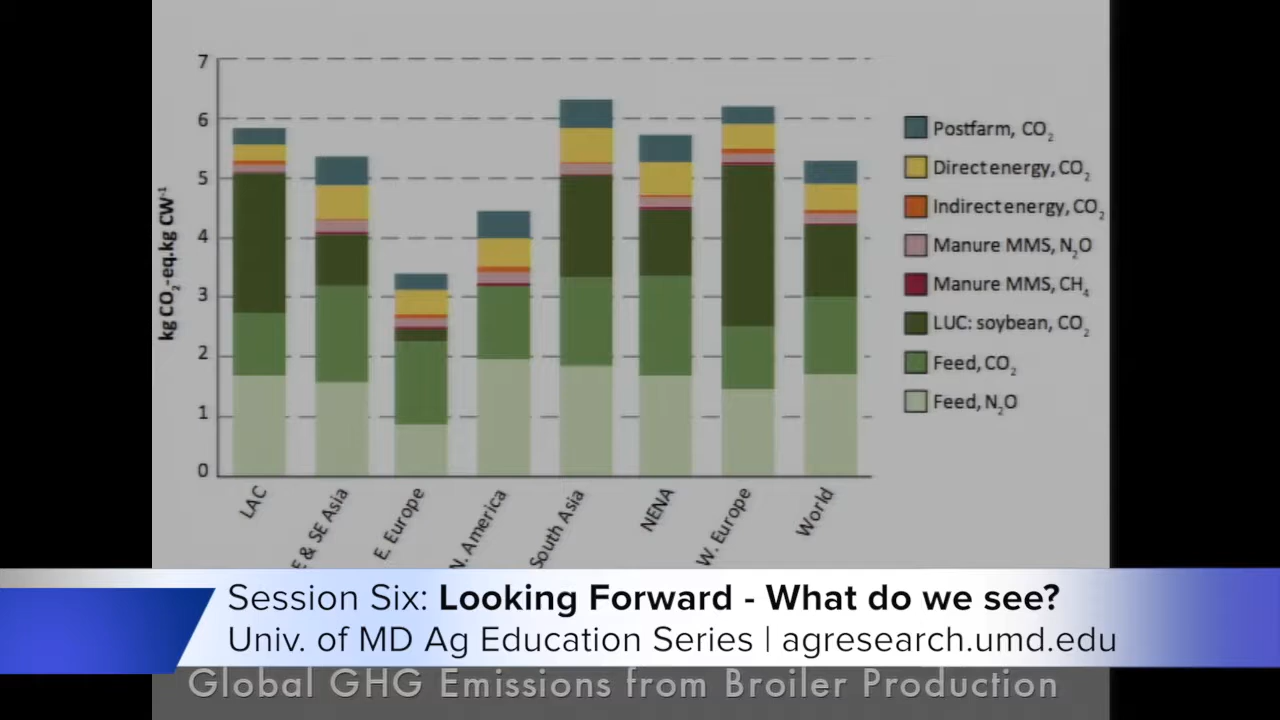 7
6
5
4
3
2
1
0
kg CO₂-eq.kg CW⁻¹
LAC
E & SE Asia
E. Europe
N. America
South Asia
NENA
W. Europe
World
Postfarm, CO₂
Direct energy, CO₂
Indirect energy, CO₂
Manure MMS, N₂O
Manure MMS, CH₄
LUC: soybean, CO₂
Feed, CO₂
Feed, N₂O
Session Six: Looking Forward - What do we see?
Univ. of MD Ag Education Series | agresearch.umd.edu
Global GHG Emissions from Broiler Production